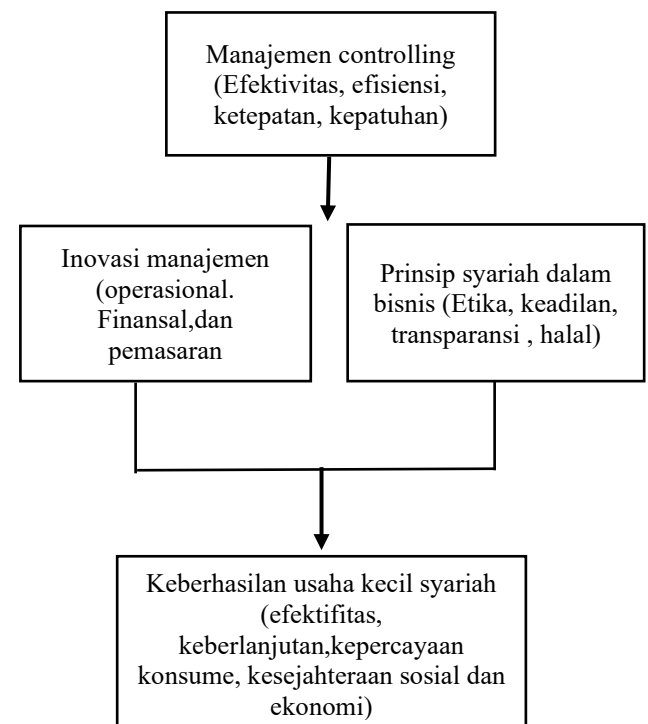 Manajemen controlling
(Efektivitas, efisiensi,
ketepatan, kepatuhan)
Inovasi manajemen
(operasional.
Finansal,dan
pemasaran
Prinsip syariah dalam
bisnis (Etika, keadilan,
transparansi , halal)
Keberhasilan usaha kecil syariah
(efektifitas,
keberlanjutan,kepercayaan
konsume, kesejahteraan sosial dan
ekonomi)